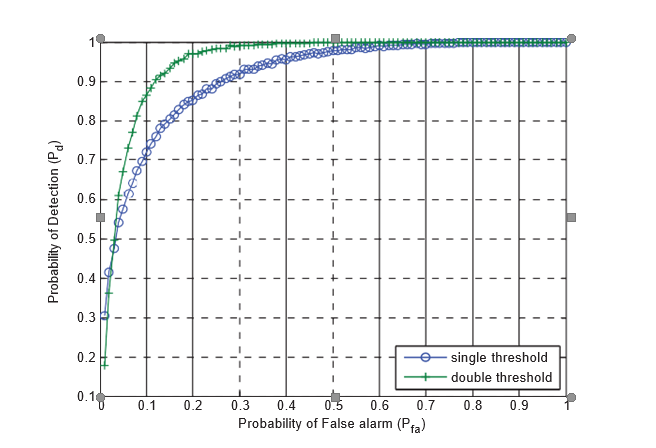 1
0.9
0.8
0.7
0.6
0.5
0.4
0.3
0.2
0.1
Probability of Detection (Pd)
single threshold
double threshold
0 0.1 0.2 0.3 0.4 0.5 0.6 0.7 0.8 0.9 1
Probability of False alarm (Pfa)